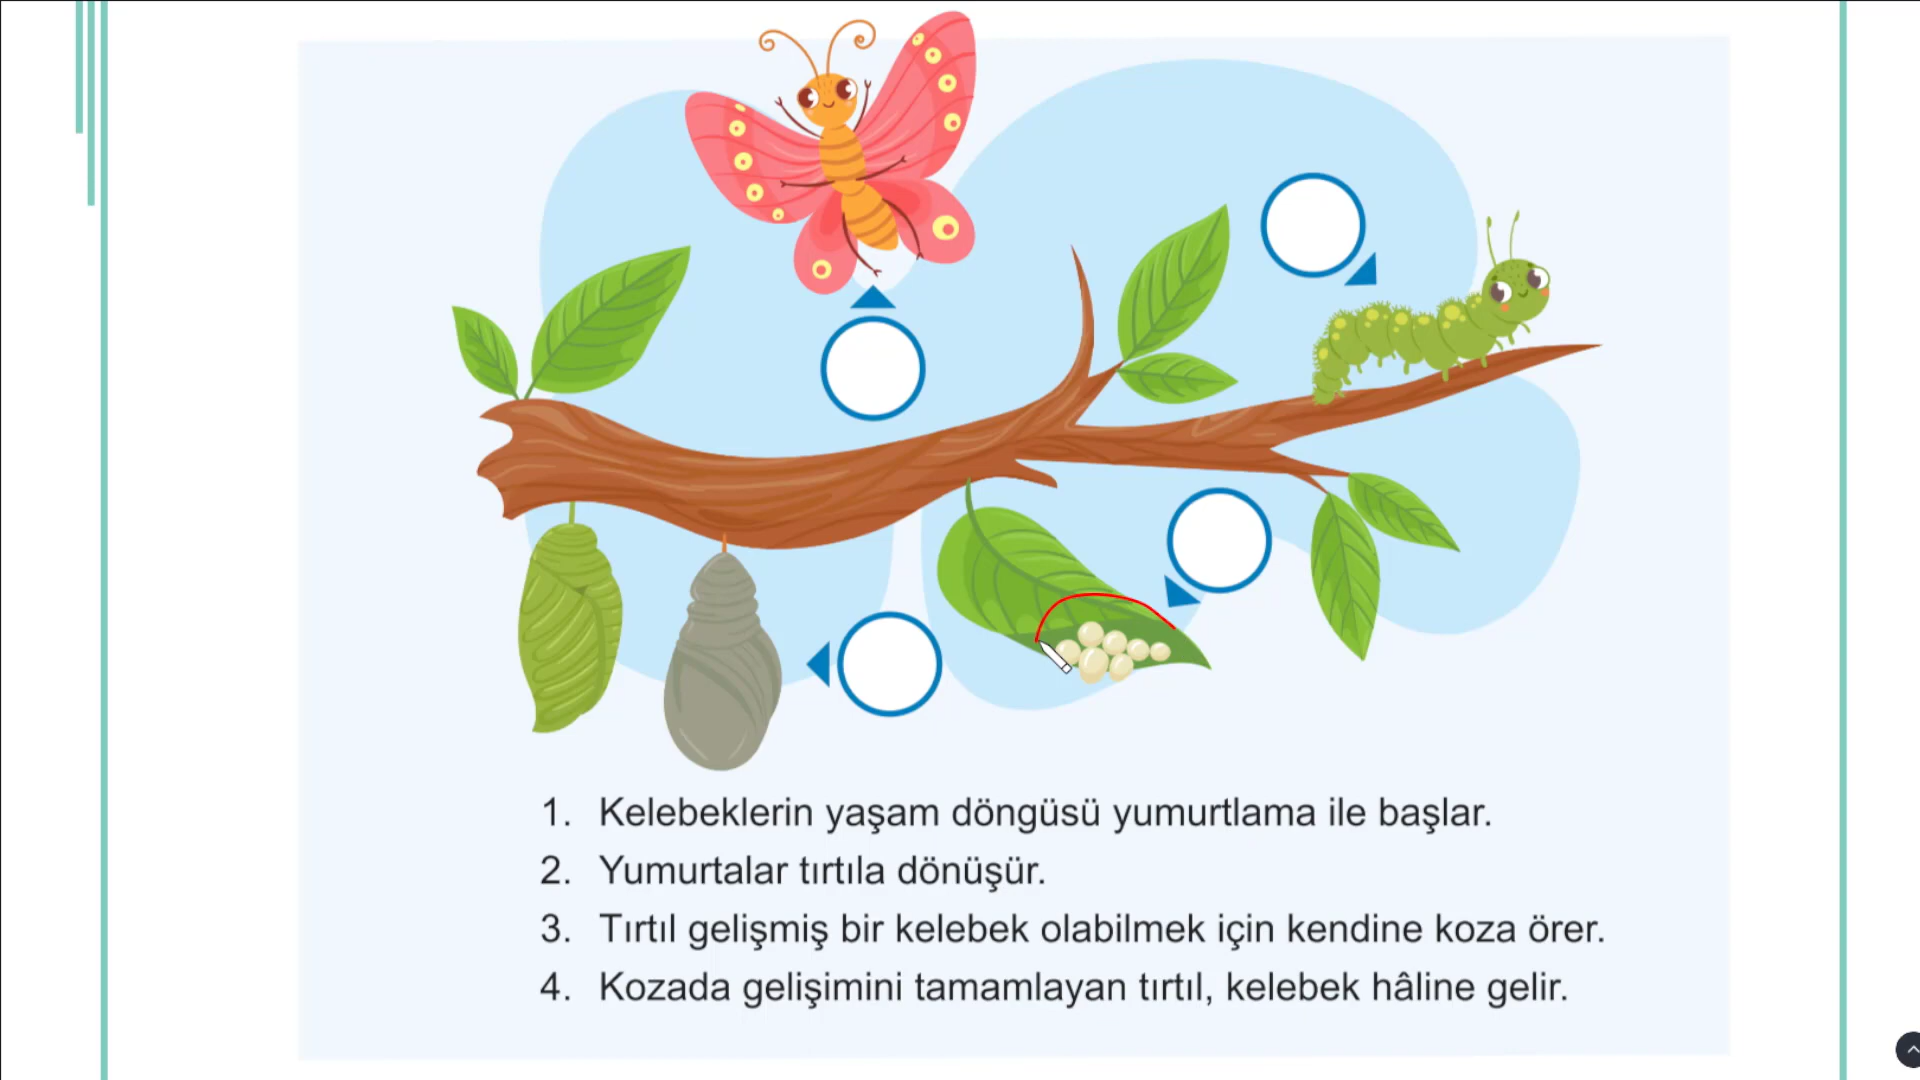 1. Kelebeklerin yaşam döngüsü yumurtlama ile başlar.
2. Yumurtalar tırtıla dönüşür.
3. Tırtıl gelişmiş bir kelebek olabilmek için kendine koza örer.
4. Kozada gelişimini tamamlayan tırtıl, kelebek hâline gelir.